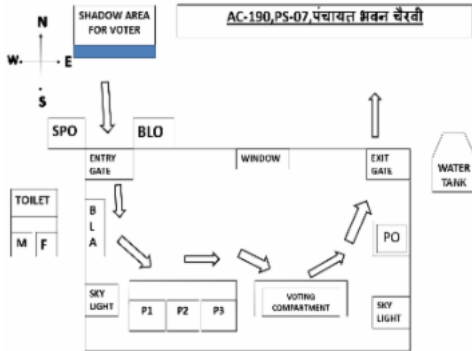 N
SHADOW AREA
FOR VOTER
AC-190,PS-07,पंचायत भवन चैरवी
W
E
S
SPO
BLO
ENTRY
GATE
WINDOW
EXIT
GATE
WATER
TANK
TOILET
M F
B
L
A
PO
SKY
LIGHT
P1 P2 P3
VOTING
COMPARTMENT
SKY
LIGHT